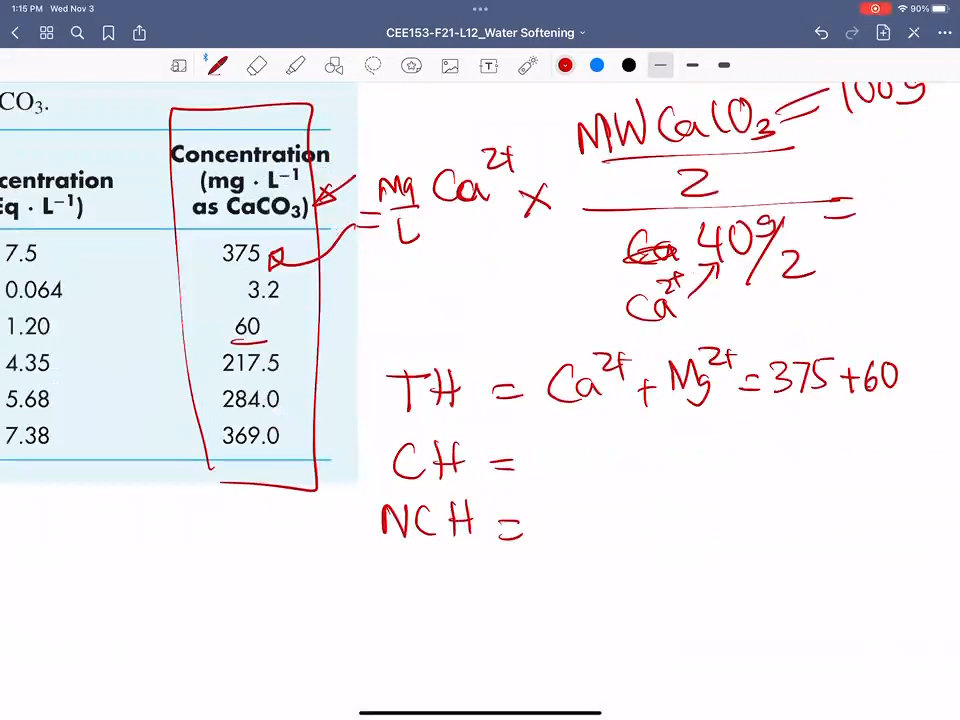 1:15 PM Wed Nov 3
90%
CEE153-F21-L12_Water Softening
CO₃.
centration
Eq · L⁻¹)
Concentration
(mg · L⁻¹
as CaCO₃)
7.5 375
0.064 3.2
1.20 60
4.35 217.5
5.68 284.0
7.38 369.0
= Mg/L Ca²⁺ ×
MW CaCO₃ = 100g
2
=
40g/2
Ca²⁺
TH = Ca²⁺ + Mg²⁺ = 375+60
CH =
NCH =